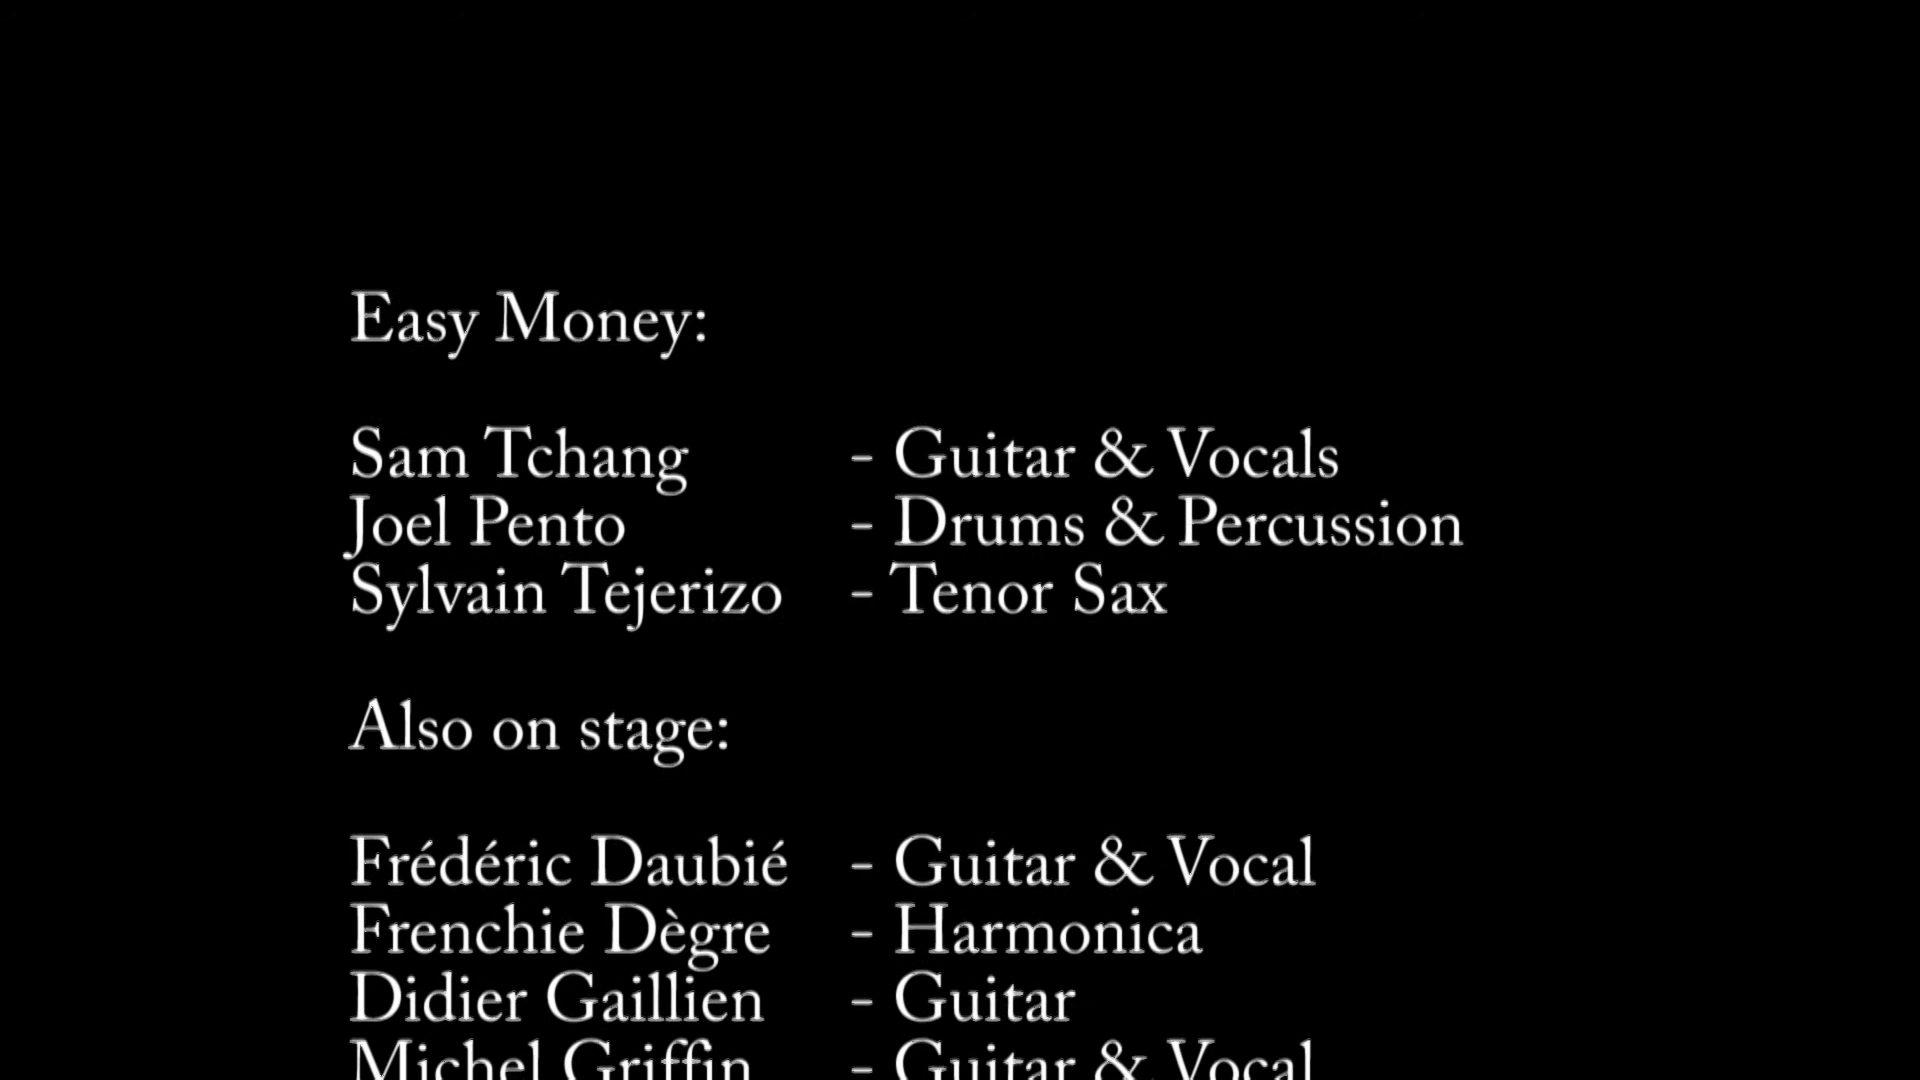 Easy Money:
Sam Tchang - Guitar & Vocals
Joel Pento - Drums & Percussion
Sylvain Tejerizo - Tenor Sax
Also on stage:
Frédéric Daubié - Guitar & Vocal
Frenchie Dègre - Harmonica
Didier Gaillien - Guitar
Michel Griffin - Guitar & Vocal